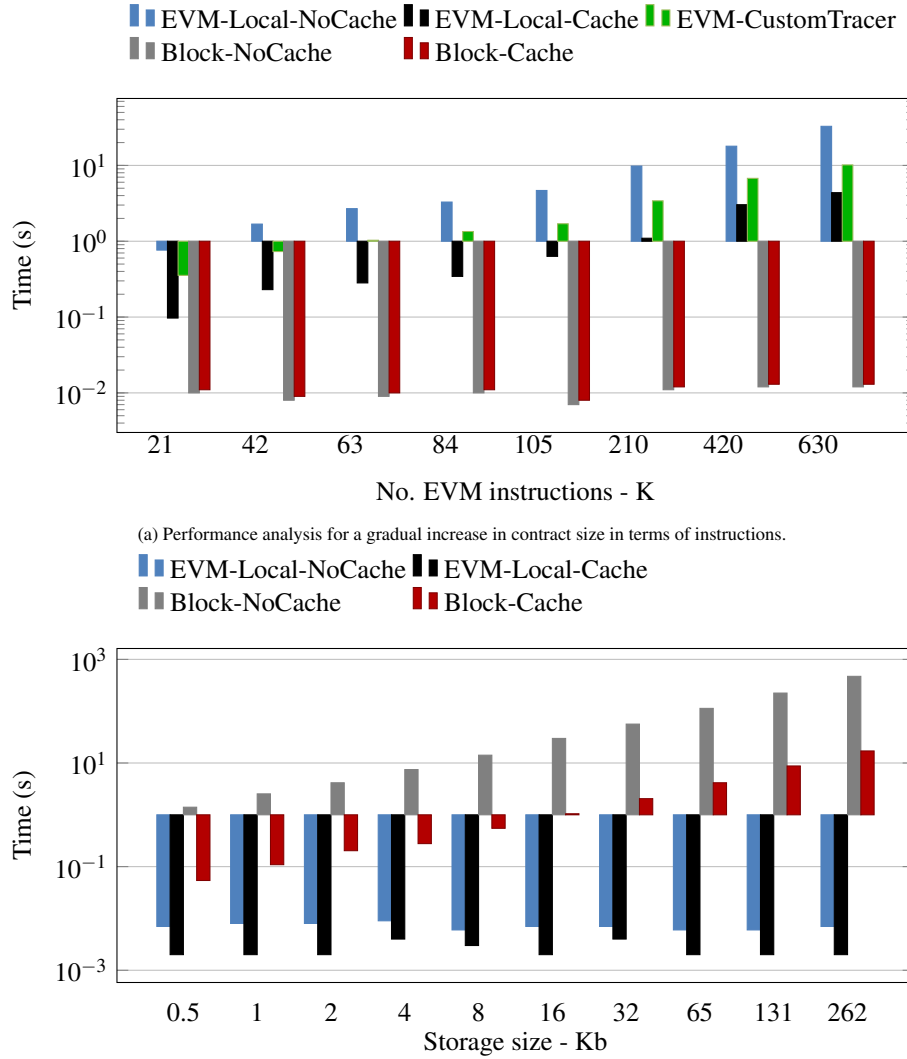 EVM-Local-NoCache EVM-Local-Cache EVM-CustomTracer
Block-NoCache Block-Cache
10^1
10^0
10^−1
10^−2
Time (s)
21 42 63 84 105 210 420 630
No. EVM instructions - K
(a) Performance analysis for a gradual increase in contract size in terms of instructions.
EVM-Local-NoCache EVM-Local-Cache
Block-NoCache Block-Cache
10^3
10^1
10^−1
10^−3
Time (s)
0.5 1 2 4 8 16 32 65 131 262
Storage size - Kb